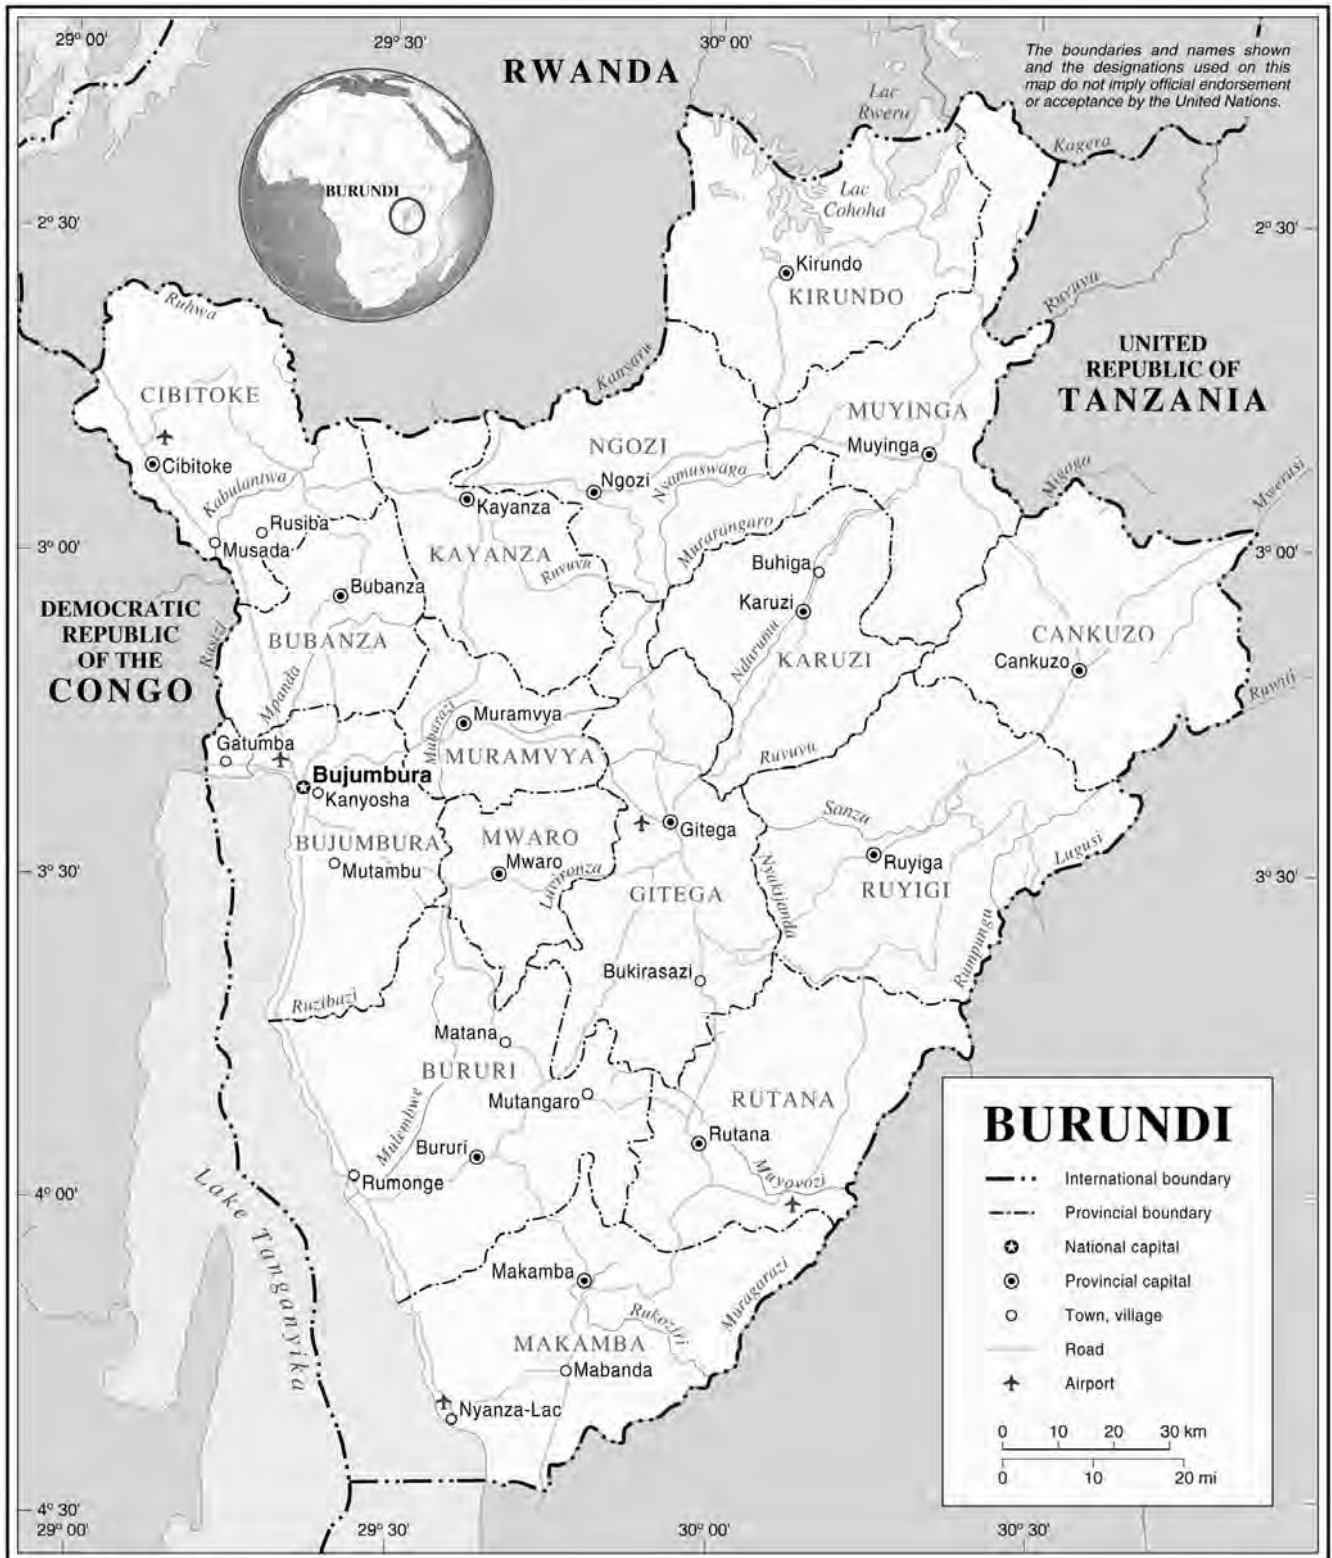 29° 00'
29° 30'
30° 00'
The boundaries and names shown
and the designations used on this
map do not imply official endorsement
or acceptance by the United Nations.
RWANDA
Lac
Rweru
Kagera
BURUNDI
Lac
Cohoha
2° 30'
2° 30'
Kirundo
KIRUNDO
Ruhwa
Ruvuvu
UNITED
REPUBLIC OF
TANZANIA
Kanyaru
CIBITOKE
MUYINGA
NGOZI
Muyinga
Cibitoke
Kabulantwa
Ngozi
Nyamuswaga
Migogo
Mwerusi
Kayanza
Rusiba
Musada
KAYANZA
Murarangaro
3° 00'
3° 00'
Buhiga
Ruvuvu
Bubanza
Karuzi
DEMOCRATIC
REPUBLIC
OF THE
CONGO
Rusizi
BUBANZA
Ndurumu
KARUZI
CANKUZO
Cankuzo
Mpanda
Ruwiti
Mubarazi
Muramvya
MURAMVYA
Gatumba
Ruvuvu
Bujumbura
Kanyosha
Sanza
Gitega
BUJUMBURA
MWARO
Mutambu
Mwaro
Luvironza
Lugusi
Ruyiga
RUYIGI
3° 30'
3° 30'
GITEGA
Nyakijanda
Rumpungu
Bukirasazi
Ruzibazi
Matana
BURURI
Mutangaro
RUTANA
Mulembwe
Rutana
Bururi
Muyovozi
Rumonge
4° 00'
Lake Tanganyika
Makamba
Rukoziri
Muragarazi
MAKAMBA
Mabanda
Nyanza-Lac
BURUNDI
International boundary
Provincial boundary
National capital
Provincial capital
Town, village
Road
Airport
0 10 20 30 km
0 10 20 mi
4° 30'
29° 00'
29° 30'
30° 00'
30° 30'